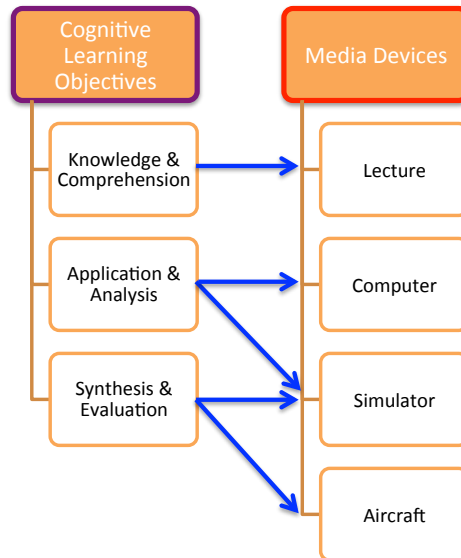 Cognitive
Learning
Objectives
Media Devices
Knowledge &
Comprehension
Lecture
Application &
Analysis
Computer
Synthesis &
Evaluation
Simulator
Aircraft